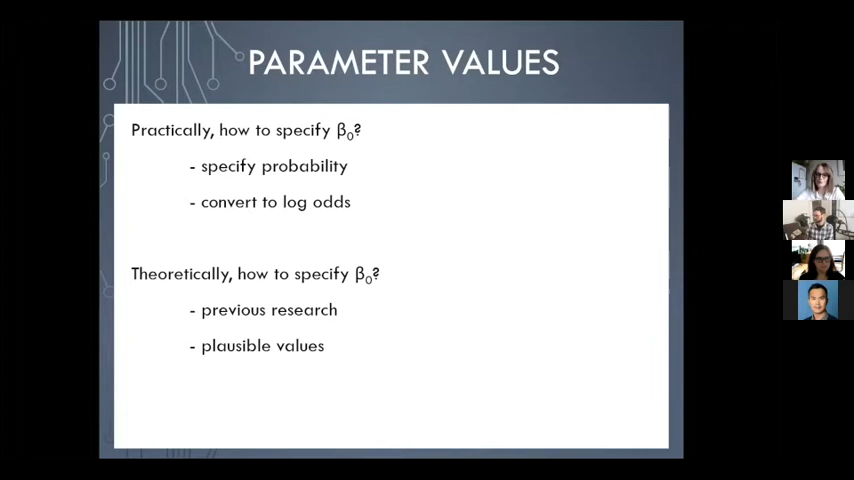 PARAMETER VALUES
Practically, how to specify β₀?
- specify probability
- convert to log odds
Theoretically, how to specify β₀?
- previous research
- plausible values